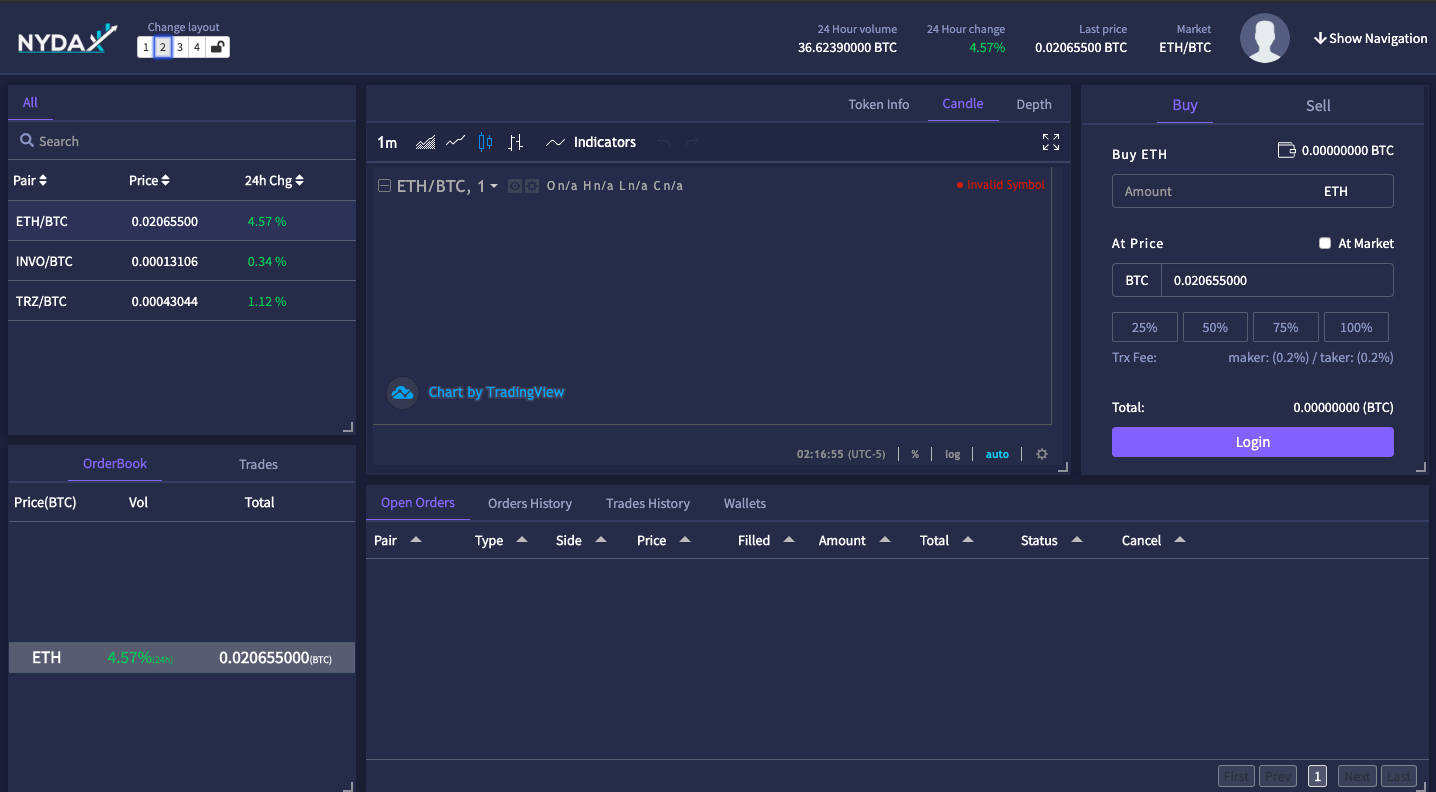 NYDAX
Change layout
1 2 3 4
24 Hour volume
36.62390000 BTC
24 Hour change
4.57%
Last price
0.02065500 BTC
Market
ETH/BTC
Show Navigation
All
Search
Pair Price 24h Chg
ETH/BTC 0.02065500 4.57 %
INVO/BTC 0.00013106 0.34 %
TRZ/BTC 0.00043044 1.12 %
OrderBook Trades
Price(BTC) Vol Total
ETH 4.57%(24h) 0.020655000(BTC)
Token Info Candle Depth
1m Indicators
ETH/BTC, 1 O n/a H n/a L n/a C n/a
Invalid Symbol
Chart by TradingView
02:16:55 (UTC-5) % log auto
Buy Sell
Buy ETH 0.00000000 BTC
Amount ETH
At Price At Market
BTC 0.020655000
25% 50% 75% 100%
Trx Fee: maker: (0.2%) / taker: (0.2%)
Total: 0.00000000 (BTC)
Login
Open Orders Orders History Trades History Wallets
Pair Type Side Price Filled Amount Total Status Cancel
First Prev 1 Next Last